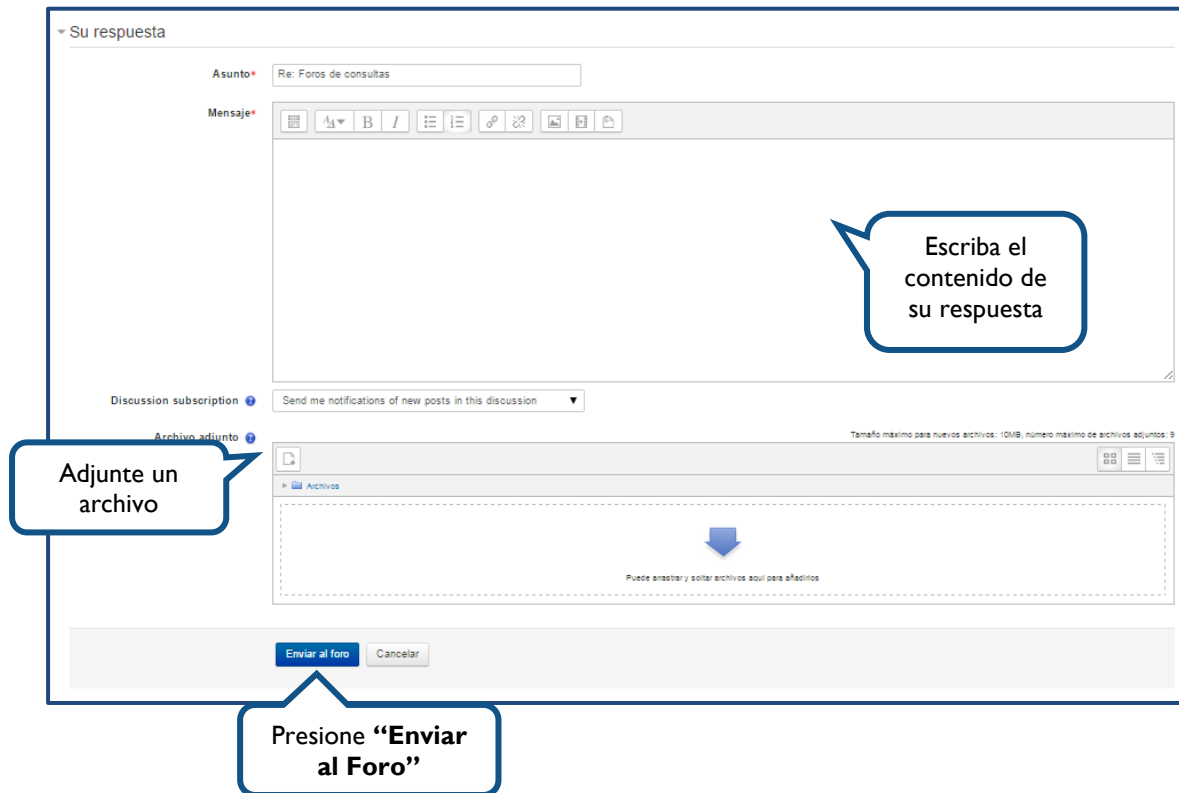 Su respuesta
Asunto*
Re: Foros de consultas
Mensaje*
B I
Escriba el
contenido de
su respuesta
Discussion subscription
Send me notifications of new posts in this discussion
Archivo adjunto
Tamaño máximo para nuevos archivos: 10MB, número máximo de archivos adjuntos: 9
Adjunte un
archivo
Archivos
Puede arrastrar y soltar archivos aquí para añadirlos
Enviar al foro
Cancelar
Presione “Enviar
al Foro”